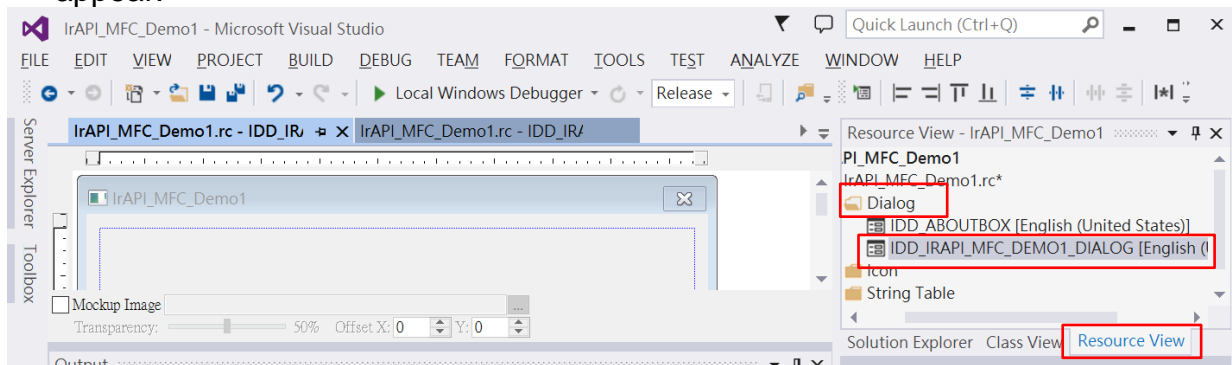 appear.
IrAPI_MFC_Demo1 - Microsoft Visual Studio
Quick Launch (Ctrl+Q)
FILE EDIT VIEW PROJECT BUILD DEBUG TEAM FORMAT TOOLS TEST ANALYZE WINDOW HELP
Local Windows Debugger Release
Server Explorer
Toolbox
IrAPI_MFC_Demo1.rc - IDD_IR
IrAPI_MFC_Demo1.rc - IDD_IR
IrAPI_MFC_Demo1
Mockup Image ...
Transparency: 50% Offset X: 0 Y: 0
Output
Resource View - IrAPI_MFC_Demo1
PI_MFC_Demo1
IrAPI_MFC_Demo1.rc*
Dialog
IDD_ABOUTBOX [English (United States)]
IDD_IRAPI_MFC_DEMO1_DIALOG [English (
Icon
String Table
Solution Explorer Class View Resource View